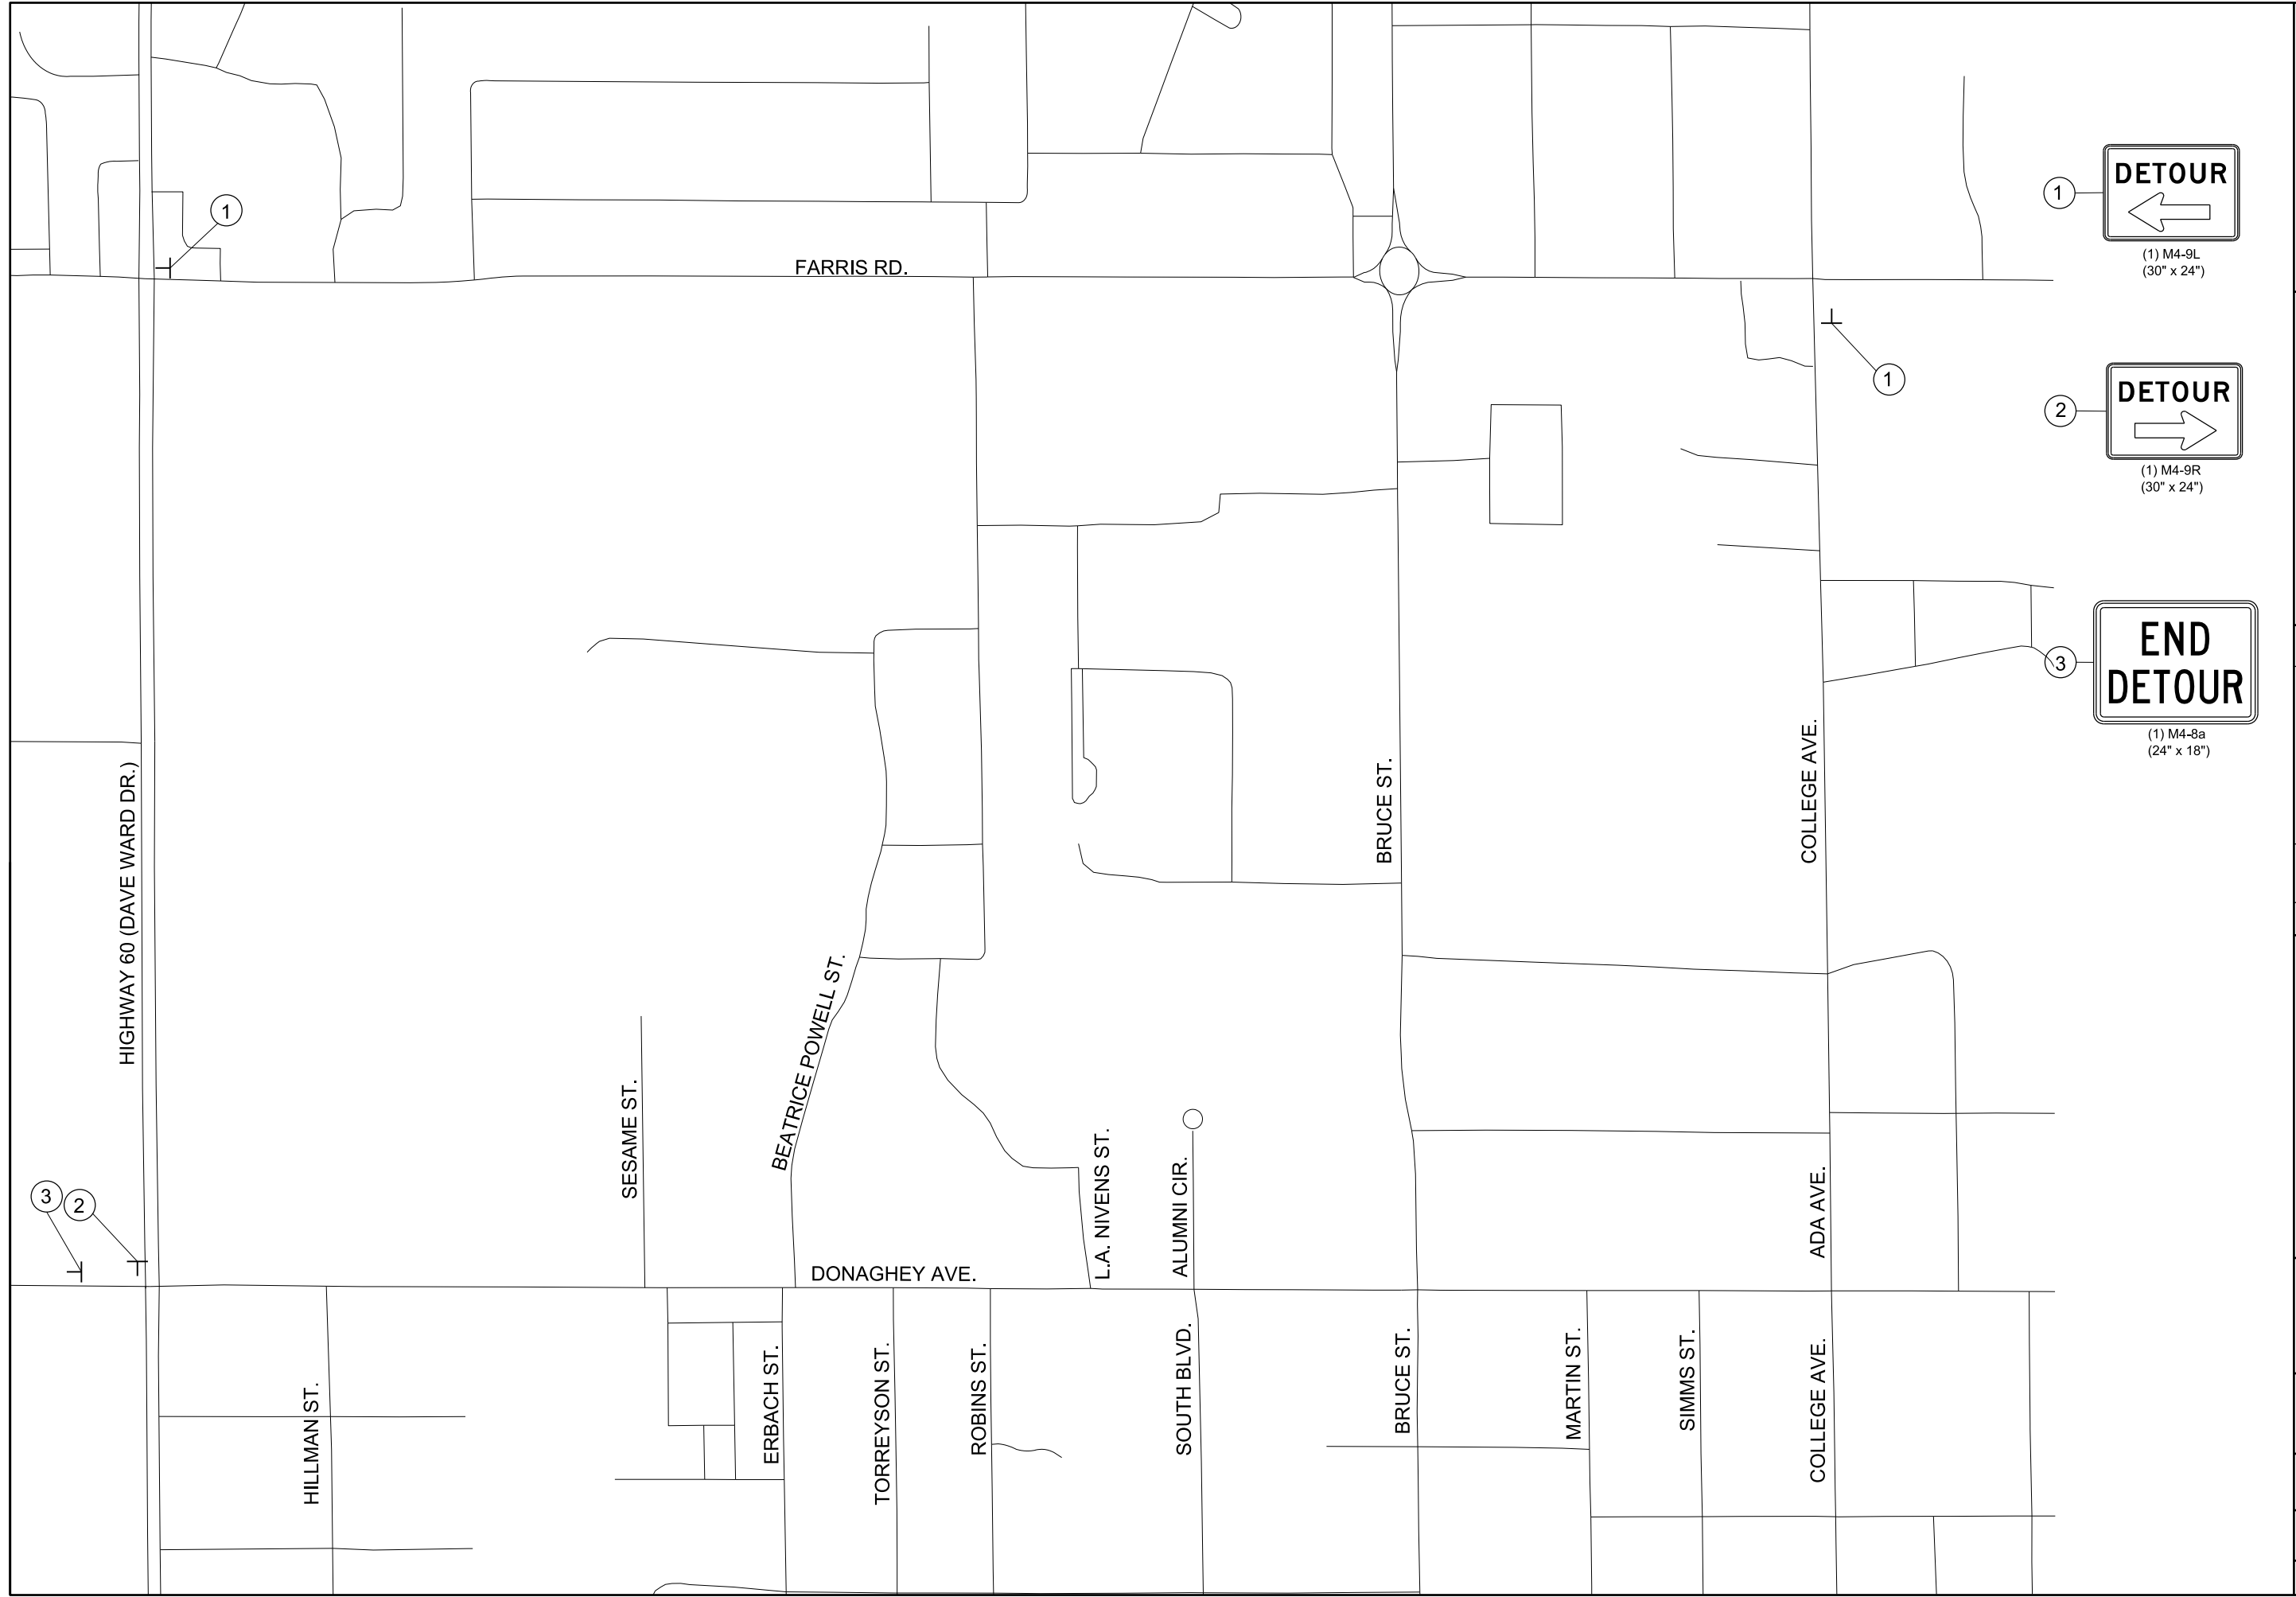 1
FARRIS RD.
1
1
DETOUR
(1) M4-9L
(30" x 24")
2
DETOUR
(1) M4-9R
(30" x 24")
3
END
DETOUR
(1) M4-8a
(24" x 18")
HIGHWAY 60 (DAVE WARD DR.)
BRUCE ST.
COLLEGE AVE.
BEATRICE POWELL ST.
SESAME ST.
L.A. NIVENS ST.
ALUMNI CIR.
ADA AVE.
3
2
DONAGHEY AVE.
HILLMAN ST.
ERBACH ST.
TORREYSON ST.
ROBINS ST.
SOUTH BLVD.
BRUCE ST.
MARTIN ST.
SIMMS ST.
COLLEGE AVE.